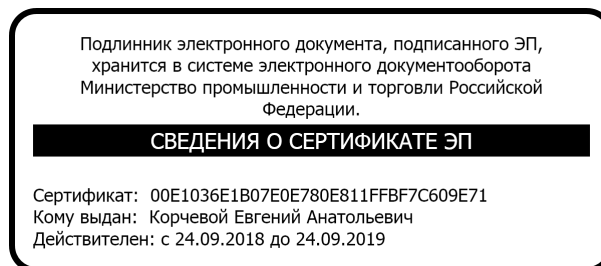 Подлинник электронного документа, подписанного ЭП,
хранится в системе электронного документооборота
Министерство промышленности и торговли Российской
Федерации.
СВЕДЕНИЯ О СЕРТИФИКАТЕ ЭП
Сертификат: 00E1036E1B07E0E780E811FFBF7C609E71
Кому выдан: Корчевой Евгений Анатольевич
Действителен: с 24.09.2018 до 24.09.2019